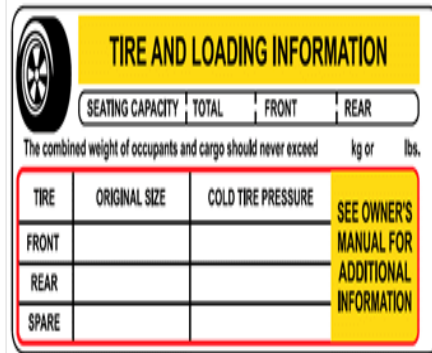 TIRE AND LOADING INFORMATION
SEATING CAPACITY TOTAL FRONT REAR
The combined weight of occupants and cargo should never exceed kg or lbs.
TIRE ORIGINAL SIZE COLD TIRE PRESSURE
FRONT
REAR
SPARE
SEE OWNER'S
MANUAL FOR
ADDITIONAL
INFORMATION